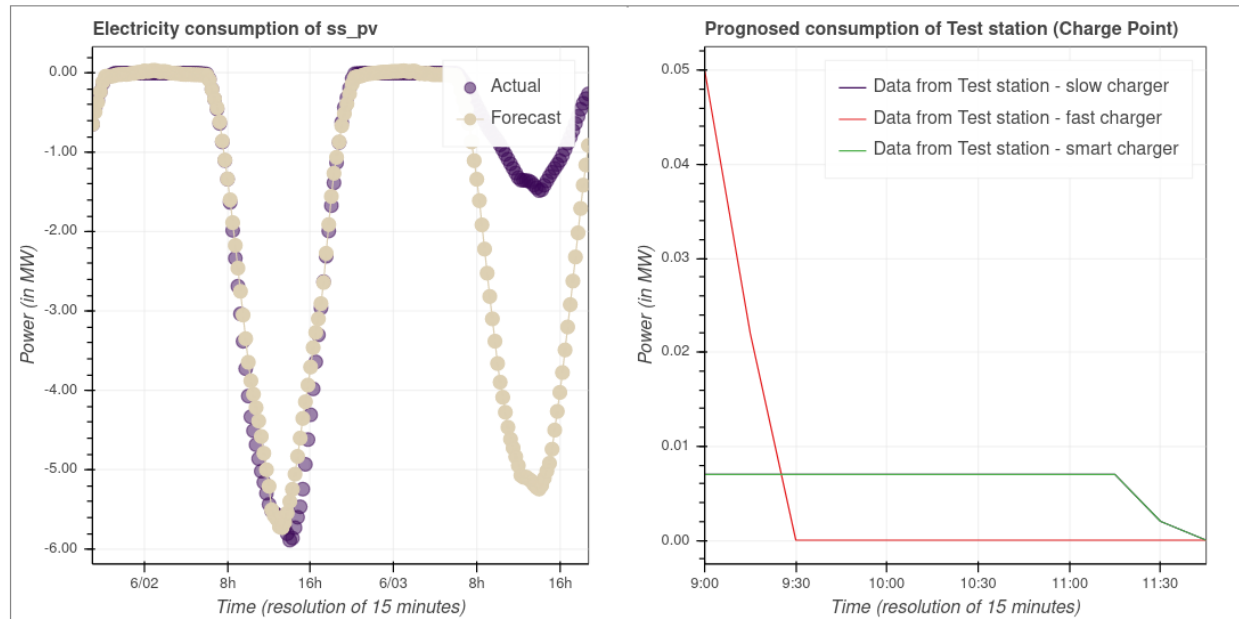 Electricity consumption of ss_pv
Actual
Forecast
0.00
-1.00
-2.00
-3.00
-4.00
-5.00
-6.00
Power (in MW)
6/02
8h
16h
6/03
8h
16h
Time (resolution of 15 minutes)
Prognosed consumption of Test station (Charge Point)
Data from Test station - slow charger
Data from Test station - fast charger
Data from Test station - smart charger
0.05
0.04
0.03
0.02
0.01
0.00
Power (in MW)
9:00
9:30
10:00
10:30
11:00
11:30
Time (resolution of 15 minutes)